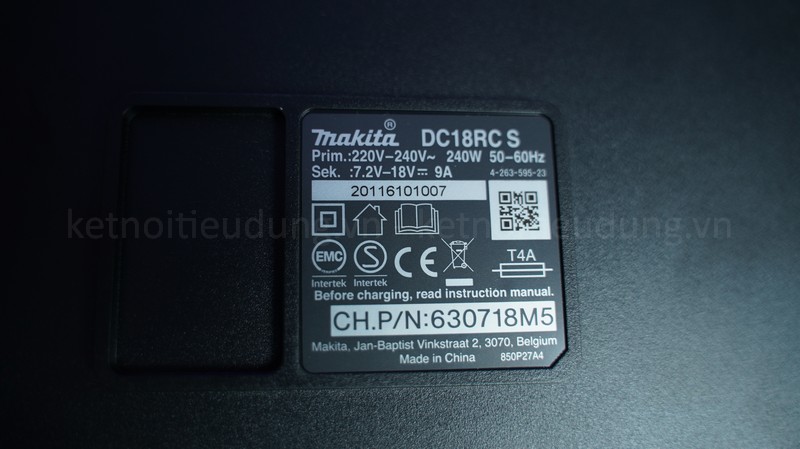 makita® DC18RC S
Prim.:220V-240V~ 240W 50-60Hz
Sek. :7.2V-18V⎓ 9A 4-263-595-23
20116101007
EMC
Intertek
S
Intertek
CE
T4A
Before charging, read instruction manual.
CH.P/N:630718M5
Makita, Jan-Baptist Vinkstraat 2, 3070, Belgium
Made in China 850P27A4
ketnoitieudung.vn